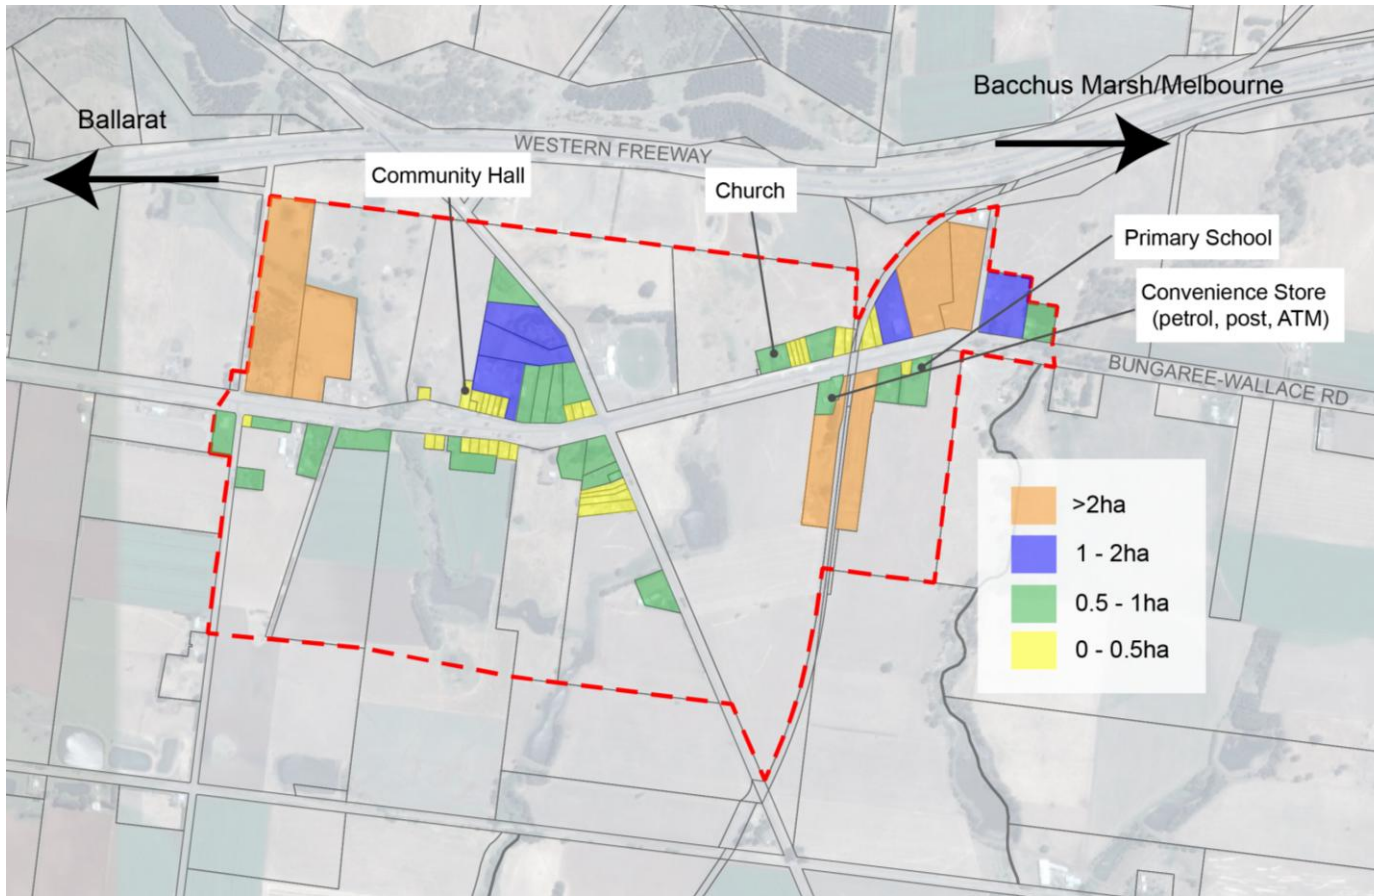 Ballarat
Bacchus Marsh/Melbourne
WESTERN FREEWAY
Community Hall
Church
Primary School
Convenience Store
(petrol, post, ATM)
BUNGAREE-WALLACE RD
>2ha
1 - 2ha
0.5 - 1ha
0 - 0.5ha